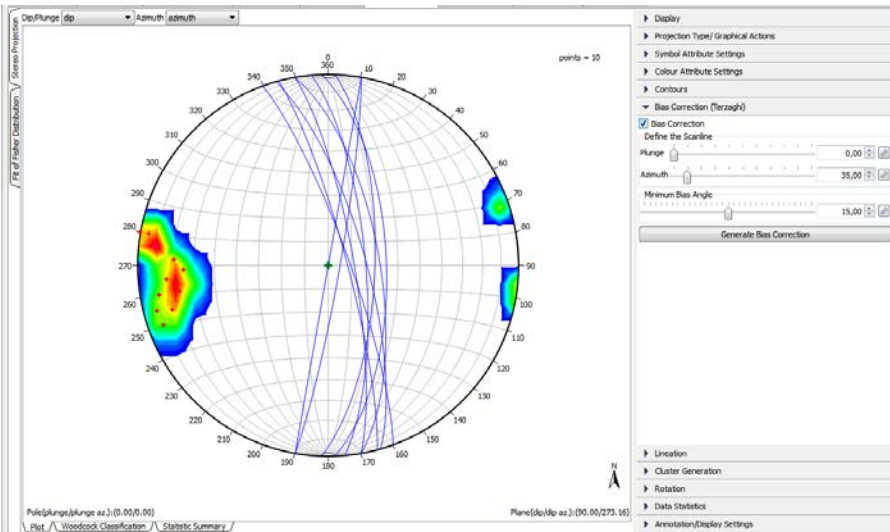 Dip/Plunge dip Azimuth azimuth
Stereo Projection
Fit of Fisher Distribution
points = 10
0
360
10
20
30
40
50
60
70
80
90
100
110
120
130
140
150
160
170
180
190
200
210
220
230
240
250
260
270
280
290
300
310
320
330
340
350
N
Pole(plunge/plunge az.):(0.00/0.00)
Plane(dip/dip az):(90.00/273.16)
Plot Woodcock Classification Statistic Summary
Display
Projection Type/ Graphical Actions
Symbol Attribute Settings
Colour Attribute Settings
Contours
Bias Correction (Terzaghi)
Bias Correction
Define the Scanline
Plunge 0,00
Azimuth 35,00
Minimum Bias Angle
15,00
Generate Bias Correction
Lineation
Cluster Generation
Rotation
Data Statistics
Annotation/Display Settings